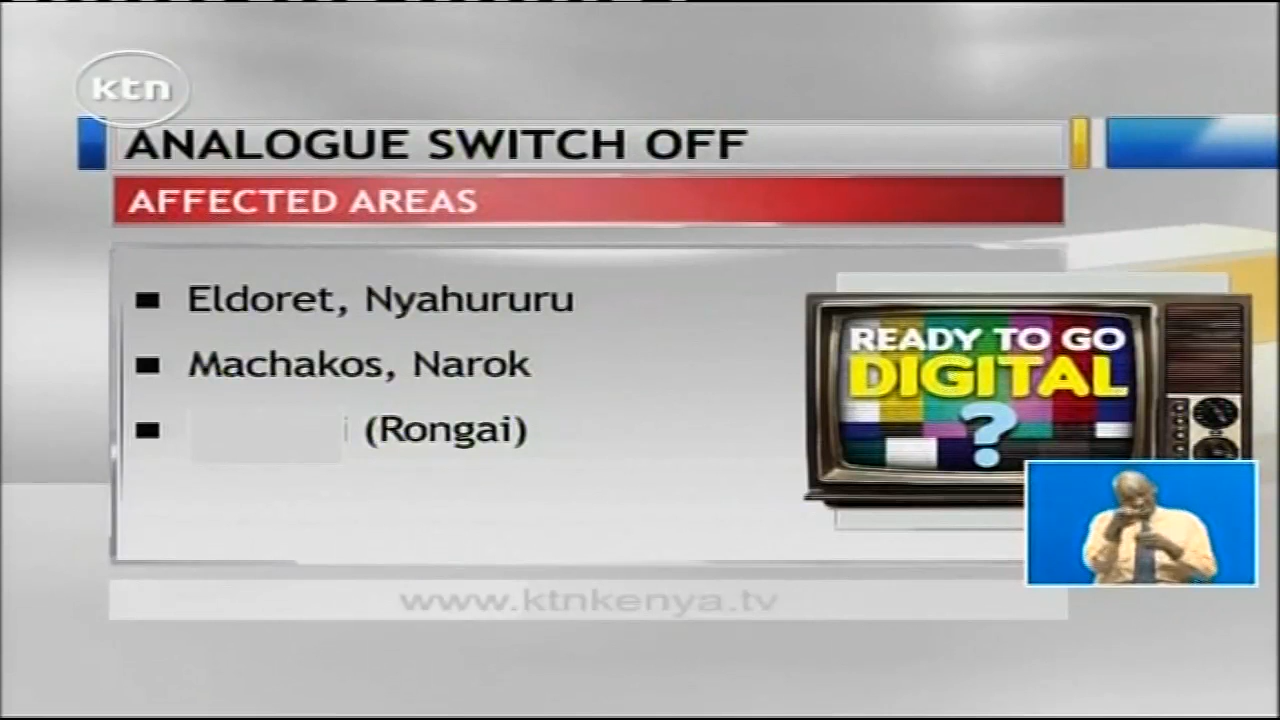 ktn
ANALOGUE SWITCH OFF
AFFECTED AREAS
Eldoret, Nyahururu
Machakos, Narok
(Rongai)
READY TO GO
DIGITAL
?
www.ktnkenya.tv